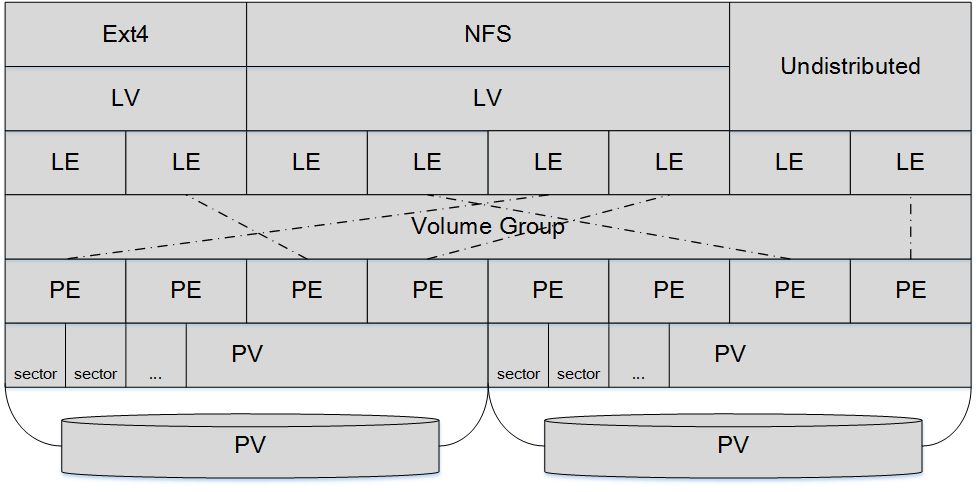 Ext4 NFS Undistributed
LV LV
LE LE LE LE LE LE LE LE
Volume Group
PE PE PE PE PE PE PE PE
sector sector ... PV sector sector ... PV
PV PV